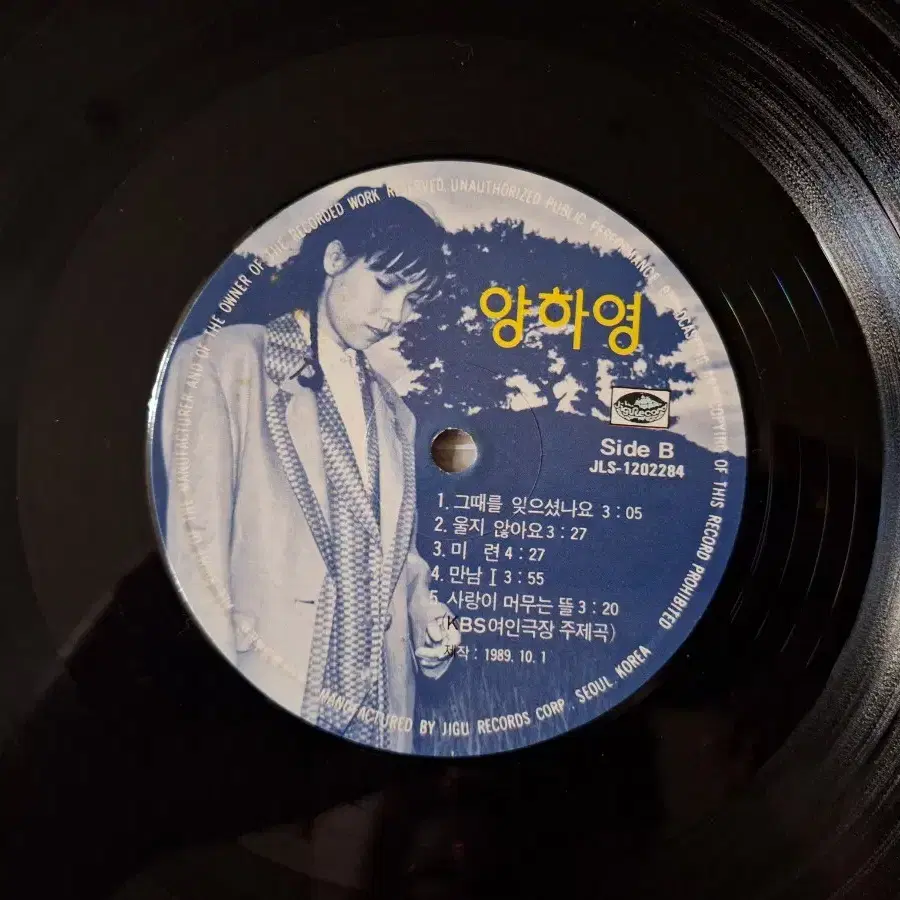 양하영
Side B
JLS-1202284
1. 그때를 잊으셨나요 3 : 05
2. 울지 않아요 3 : 27
3. 미 련 4 : 27
4. 만남 I 3 : 55
5. 사랑이 머무는 뜰 3 : 20
(KBS여인극장 주제곡)
제작 : 1989. 10. 1
THE MANUFACTURER AND OF THE OWNER OF THE RECORDED WORK RESERVED. UNAUTHORIZED PUBLIC PERFORMANCE
COPYING OF THIS RECORD PROHIBITED
MANUFACTURED BY JIGU RECORDS CORP. SEOUL. KOREA